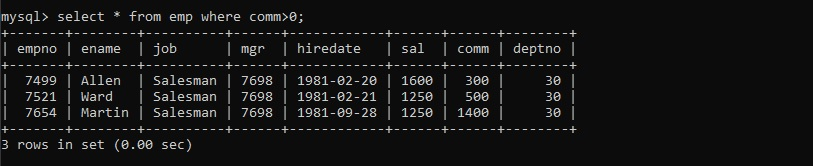 mysql> select * from emp where comm>0;
+-------+--------+----------+------+------------+------+------+--------+
| empno | ename  | job      | mgr  | hiredate   | sal  | comm | deptno |
+-------+--------+----------+------+------------+------+------+--------+
|  7499 | Allen  | Salesman | 7698 | 1981-02-20 | 1600 |  300 |     30 |
|  7521 | Ward   | Salesman | 7698 | 1981-02-21 | 1250 |  500 |     30 |
|  7654 | Martin | Salesman | 7698 | 1981-09-28 | 1250 | 1400 |     30 |
+-------+--------+----------+------+------------+------+------+--------+
3 rows in set (0.00 sec)